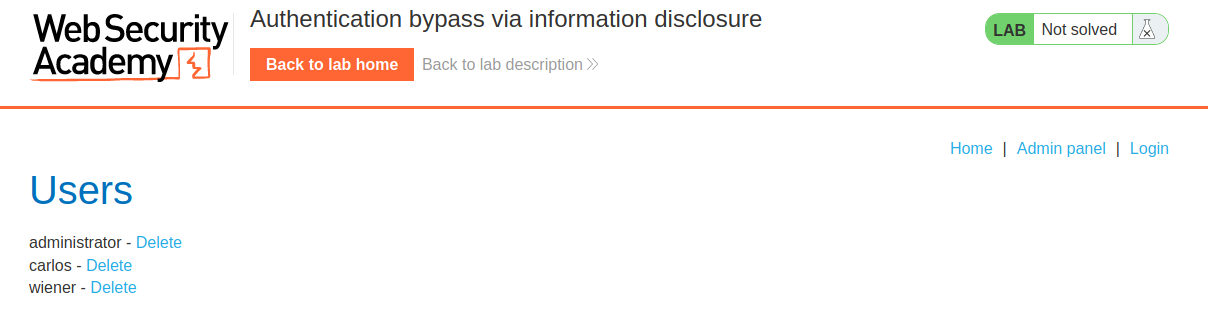 Web Security
Academy
Authentication bypass via information disclosure
Back to lab home
Back to lab description
LAB Not solved
Home | Admin panel | Login
Users
administrator - Delete
carlos - Delete
wiener - Delete